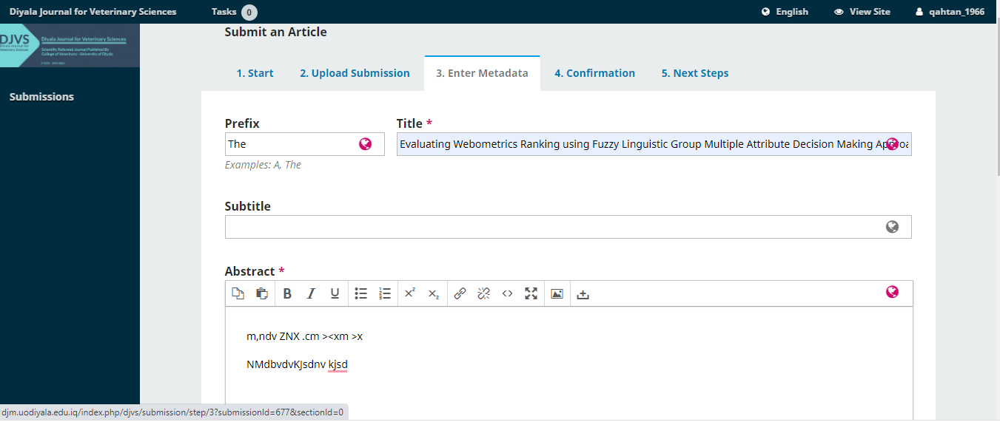 Diyala Journal for Veterinary Sciences Tasks 0 English View Site qahtan_1966
DJVS Diyala Journal for Veterinary Sciences
Diyala Journal for Veterinary Sciences
Scientific Refereed Journal Published By
College of Veterinary - University of Diyala
Submissions
Submit an Article
1. Start 2. Upload Submission 3. Enter Metadata 4. Confirmation 5. Next Steps
Prefix Title *
The Evaluating Webometrics Ranking using Fuzzy Linguistic Group Multiple Attribute Decision Making Approa
Examples: A, The
Subtitle
Abstract *
B I U x² x₂ <>
m,ndv ZNX .cm ><xm >x
NMdbvdvKJsdnv kjsd
djm.uodiyala.edu.iq/index.php/djvs/submission/step/3?submissionId=677&sectionId=0